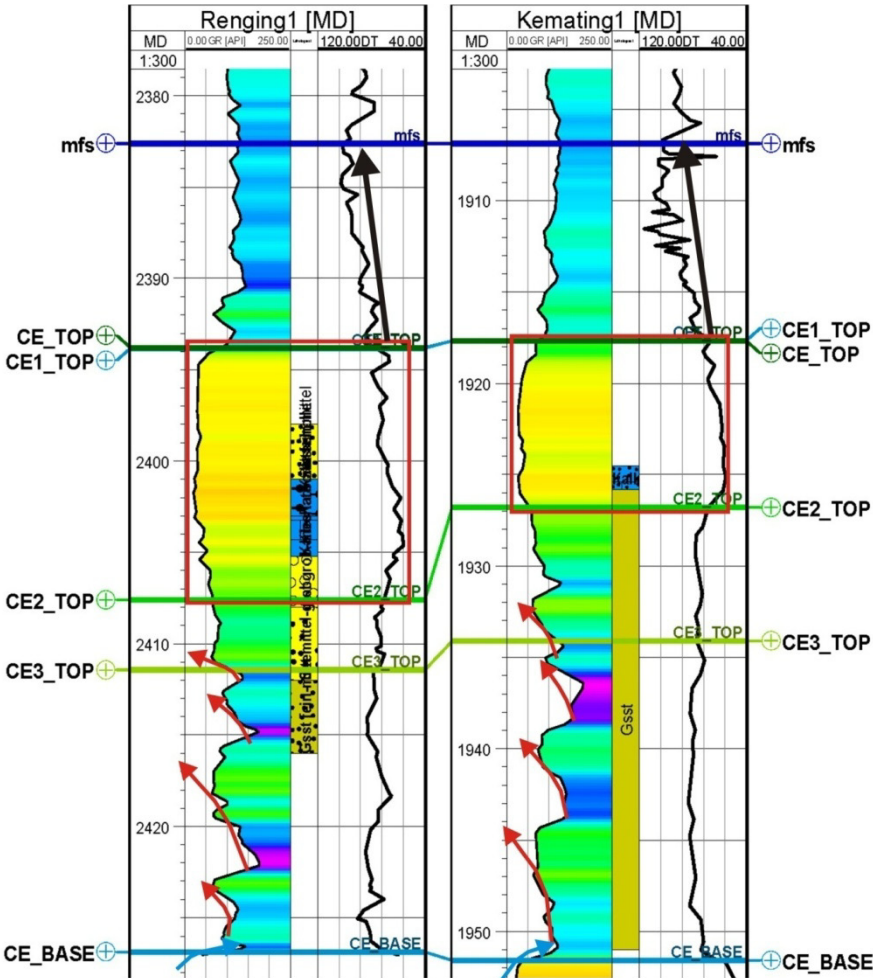 Renging1 [MD]
Kemating1 [MD]
MD
0.00 GR [API] 250.00
120.00 DT 40.00
MD
0.00 GR [API] 250.00
120.00 DT 40.00
1:300
1:300
2380
mfs
mfs
mfs
mfs
1910
2390
CE_TOP
CE1_TOP
CE1_TOP
CE_TOP
1920
2400
CE2_TOP
CE2_TOP
1930
CE2_TOP
CE2_TOP
2410
CE3_TOP
CE3_TOP
CE3_TOP
CE3_TOP
Gsst
1940
2420
1950
CE_BASE
CE_BASE
CE_BASE
CE_BASE